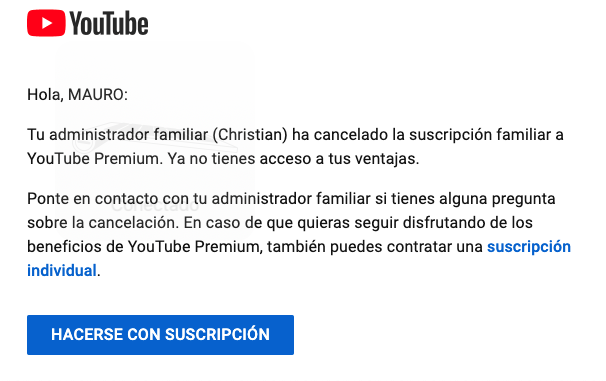 YouTube
Hola, MAURO:
Tu administrador familiar (Christian) ha cancelado la suscripción familiar a
YouTube Premium. Ya no tienes acceso a tus ventajas.
Ponte en contacto con tu administrador familiar si tienes alguna pregunta
sobre la cancelación. En caso de que quieras seguir disfrutando de los
beneficios de YouTube Premium, también puedes contratar una suscripción
individual.
Conectado
HACERSE CON SUSCRIPCIÓN